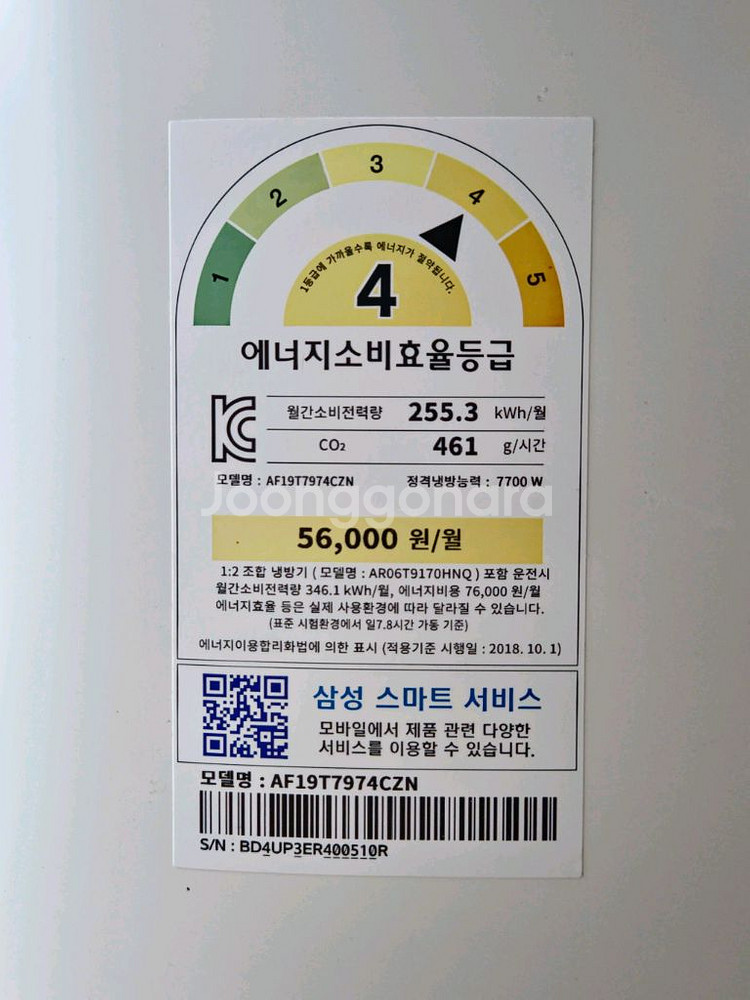 1
2
3
4
5
1등급에 가까울수록 에너지가 절약됩니다.
4
에너지소비효율등급
월간소비전력량 255.3 kWh/월
CO₂ 461 g/시간
모델명 : AF19T7974CZN 정격냉방능력 : 7700 W
Joonggonara
56,000 원/월
1:2 조합 냉방기 ( 모델명 : AR06T9170HNQ ) 포함 운전시
월간소비전력량 346.1 kWh/월, 에너지비용 76,000 원/월
에너지효율 등은 실제 사용환경에 따라 달라질 수 있습니다.
(표준 시험환경에서 일7.8시간 가동 기준)
에너지이용합리화법에 의한 표시 (적용기준 시행일 : 2018. 10. 1)
삼성 스마트 서비스
모바일에서 제품 관련 다양한
서비스를 이용할 수 있습니다.
모델명 : AF19T7974CZN
S/N : BD4UP3ER400510R